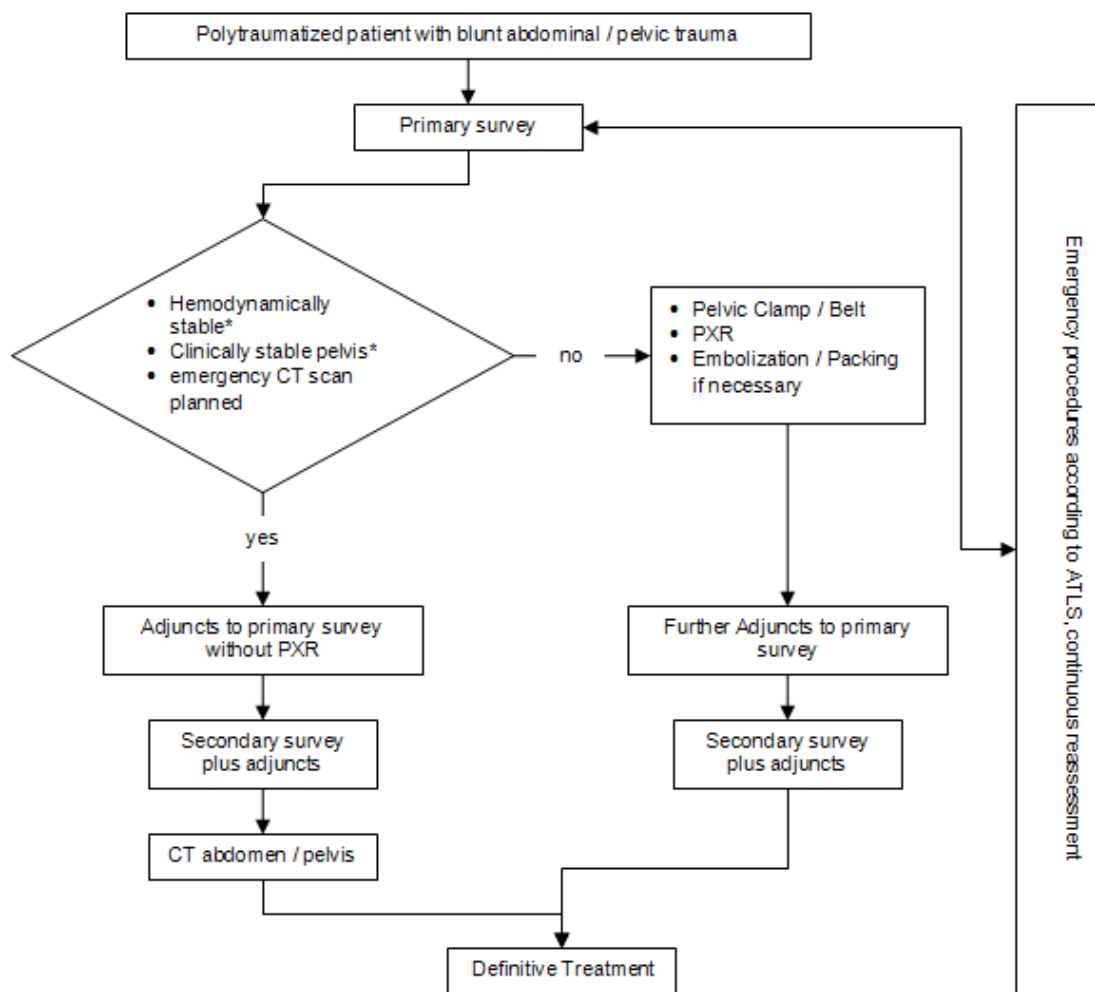 Polytraumatized patient with blunt abdominal / pelvic trauma
Primary survey
• Hemodynamically
stable*
• Clinically stable pelvis*
• emergency CT scan
planned
no
• Pelvic Clamp / Belt
• PXR
• Embolization / Packing
if necessary
yes
Adjuncts to primary survey
without PXR
Further Adjuncts to primary
survey
Secondary survey
plus adjuncts
Secondary survey
plus adjuncts
CT abdomen / pelvis
Definitive Treatment
Emergency procedures according to ATLS, continuous reassessment